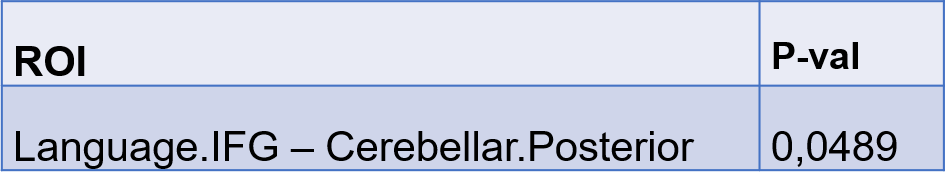 ROI P-val
Language.IFG – Cerebellar.Posterior 0,0489